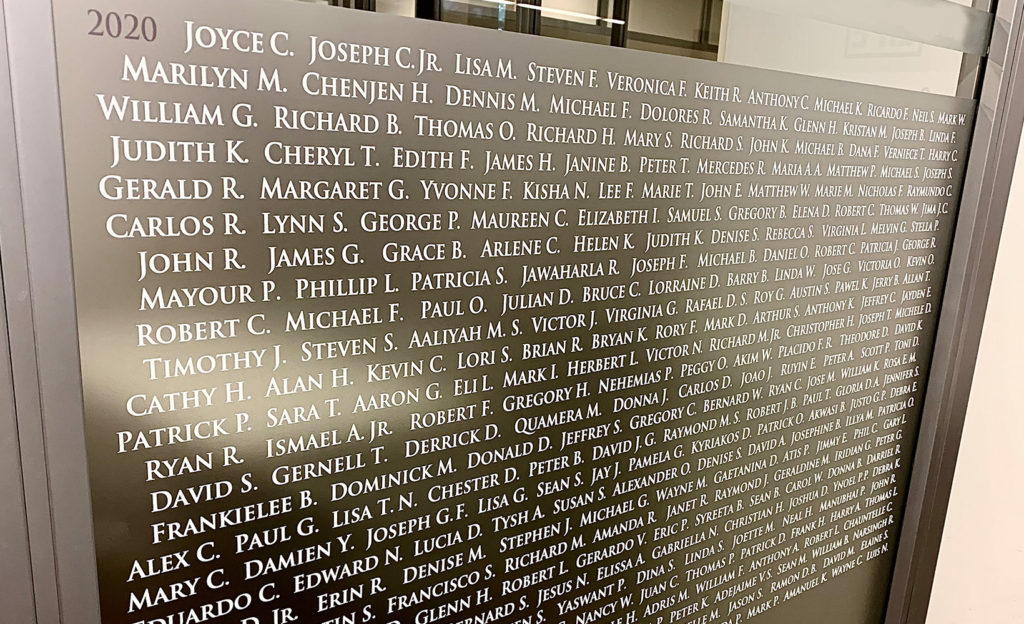 2020 JOYCE C. JOSEPH C. JR. LISA M. STEVEN F. VERONICA F. KEITH R. ANTHONY C. MICHAEL K. RICARDO F. NEIL S. MARK W.
MARILYN M. CHENJEN H. DENNIS M. MICHAEL F. DOLORES R. SAMANTHA K. GLENN H. KRISTAN M. JOSEPH B. LINDA F.
WILLIAM G. RICHARD B. THOMAS O. RICHARD H. MARY S. RICHARD S. JOHN K. MICHAEL B. DANA F. VERNIECE T. HARRY C.
JUDITH K. CHERYL T. EDITH F. JAMES H. JANINE B. PETER T. MERCEDES R. MARIA A. A. MATTHEW P. MICHAEL S. JOSEPH S.
GERALD R. MARGARET G. YVONNE F. KISHA N. LEE F. MARIE T. JOHN E. MATTHEW W. MARIE M. NICHOLAS F. RAYMUNDO C.
CARLOS R. LYNN S. GEORGE P. MAUREEN C. ELIZABETH I. SAMUEL S. GREGORY B. ELENA D. ROBERT C. THOMAS W. JIMA J.C.
JOHN R. JAMES G. GRACE B. ARLENE C. HELEN K. JUDITH K. DENISE S. REBECCA S. VIRGINIA L. MELVIN G. STELLA P.
MAYOUR P. PHILLIP L. PATRICIA S. JAWAHARLA R. JOSEPH F. MICHAEL B. DANIEL O. ROBERT C. PATRICIA J. GEORGE R.
ROBERT C. MICHAEL F. PAUL O. JULIAN D. BRUCE C. LORRAINE D. BARRY B. LINDA W. JOSE G. VICTORIA O. KEVIN O.
TIMOTHY J. STEVEN S. AALIYAH M. S. VICTOR J. VIRGINIA G. RAFAEL D. S. ROY G. AUSTIN S. PAWEL K. JERRY B. ALLAN T.
CATHY H. ALAN H. KEVIN C. LORI S. BRIAN R. BRYAN K. RORY F. MARK D. ARTHUR S. ANTHONY K. JEFFREY C. JAYDEN E.
PATRICK P. SARA T. AARON G. ELI L. MARK I. HERBERT L. VICTOR N. RICHARD M. JR. CHRISTOPHER H. JOSEPH T. MICHELE D.
RYAN R. ISMAEL A. JR. ROBERT F. GREGORY H. NEHEMIAS P. PEGGY O. AKIM W. PLACIDO F. R. THEODORE D. DAVID K.
DAVID S. GERNELL T. DERRICK D. QUAMERA M. DONNA J. CARLOS D. JOAO J. RUYIN E. PETER A. SCOTT P. TONI D.
FRANKIELEE B. DOMINICK M. DONALD D. JEFFREY S. GREGORY C. BERNARD W. RYAN C. JOSE M. WILLIAM K. ROSA E. M.
ALEX C. PAUL G. LISA T. N. CHESTER D. PETER B. DAVID J. G. RAYMOND M. S. ROBERT J. B. PAUL T. GLORIA D.A. JENNIFER S.
MARY C. DAMIEN Y. JOSEPH G. F. LISA G. SEAN S. JAY J. PAMELA G. KYRIAKOS D. PATRICK O. AKWASI B. JUSTO G.P. DEBRA E.
EDUARDO C. EDWARD N. LUCIA D. TYSH A. SUSAN S. ALEXANDER O. DENISE S. DAVID A. JOSEPHINE B. ILLYA M. PATRICIA O.
JR. ERIN R. DENISE M. STEPHEN J. MICHAEL G. WAYNE M. GAETANINA D. ATIS P. JIMMY E. PHIL C. GARY L.
S. FRANCISCO S. RICHARD M. AMANDA R. JANET R. RAYMOND J. GERALDINE M. IRIDIAN G. PETER G.
GLENN H. ROBERT L. GERARDO V. ERIC P. SYREETA B. SEAN B. CAROL W. DONNA B. DARRIEL R.
S. JESUS N. ELISSA A. GABRIELLA N. CHRISTIAN H. JOSHUA D. YNOEL P. P. DEBRA K.
S. YASWANT P. DINA S. LINDA S. JOETTE M. NEAL H. MANUBHAI P. JOHN R.
NANCY W. JUAN C. THOMAS P. PATRICK D. FRANK H. HARRY A. THOMAS L.
H. ADRIS M. WILLIAM F. ANTHONY A. ROBERT L. CHAUNTELLE C.
P. PETER K. ADEJAIME V.S. SEAN M. WILLIAM B. NARSINGH R.
M. JASON S. RAMON D.B. DAVID M. ELAINE S.
P. MARK P. AMANUEL K. WAYNE C. LUIS N.